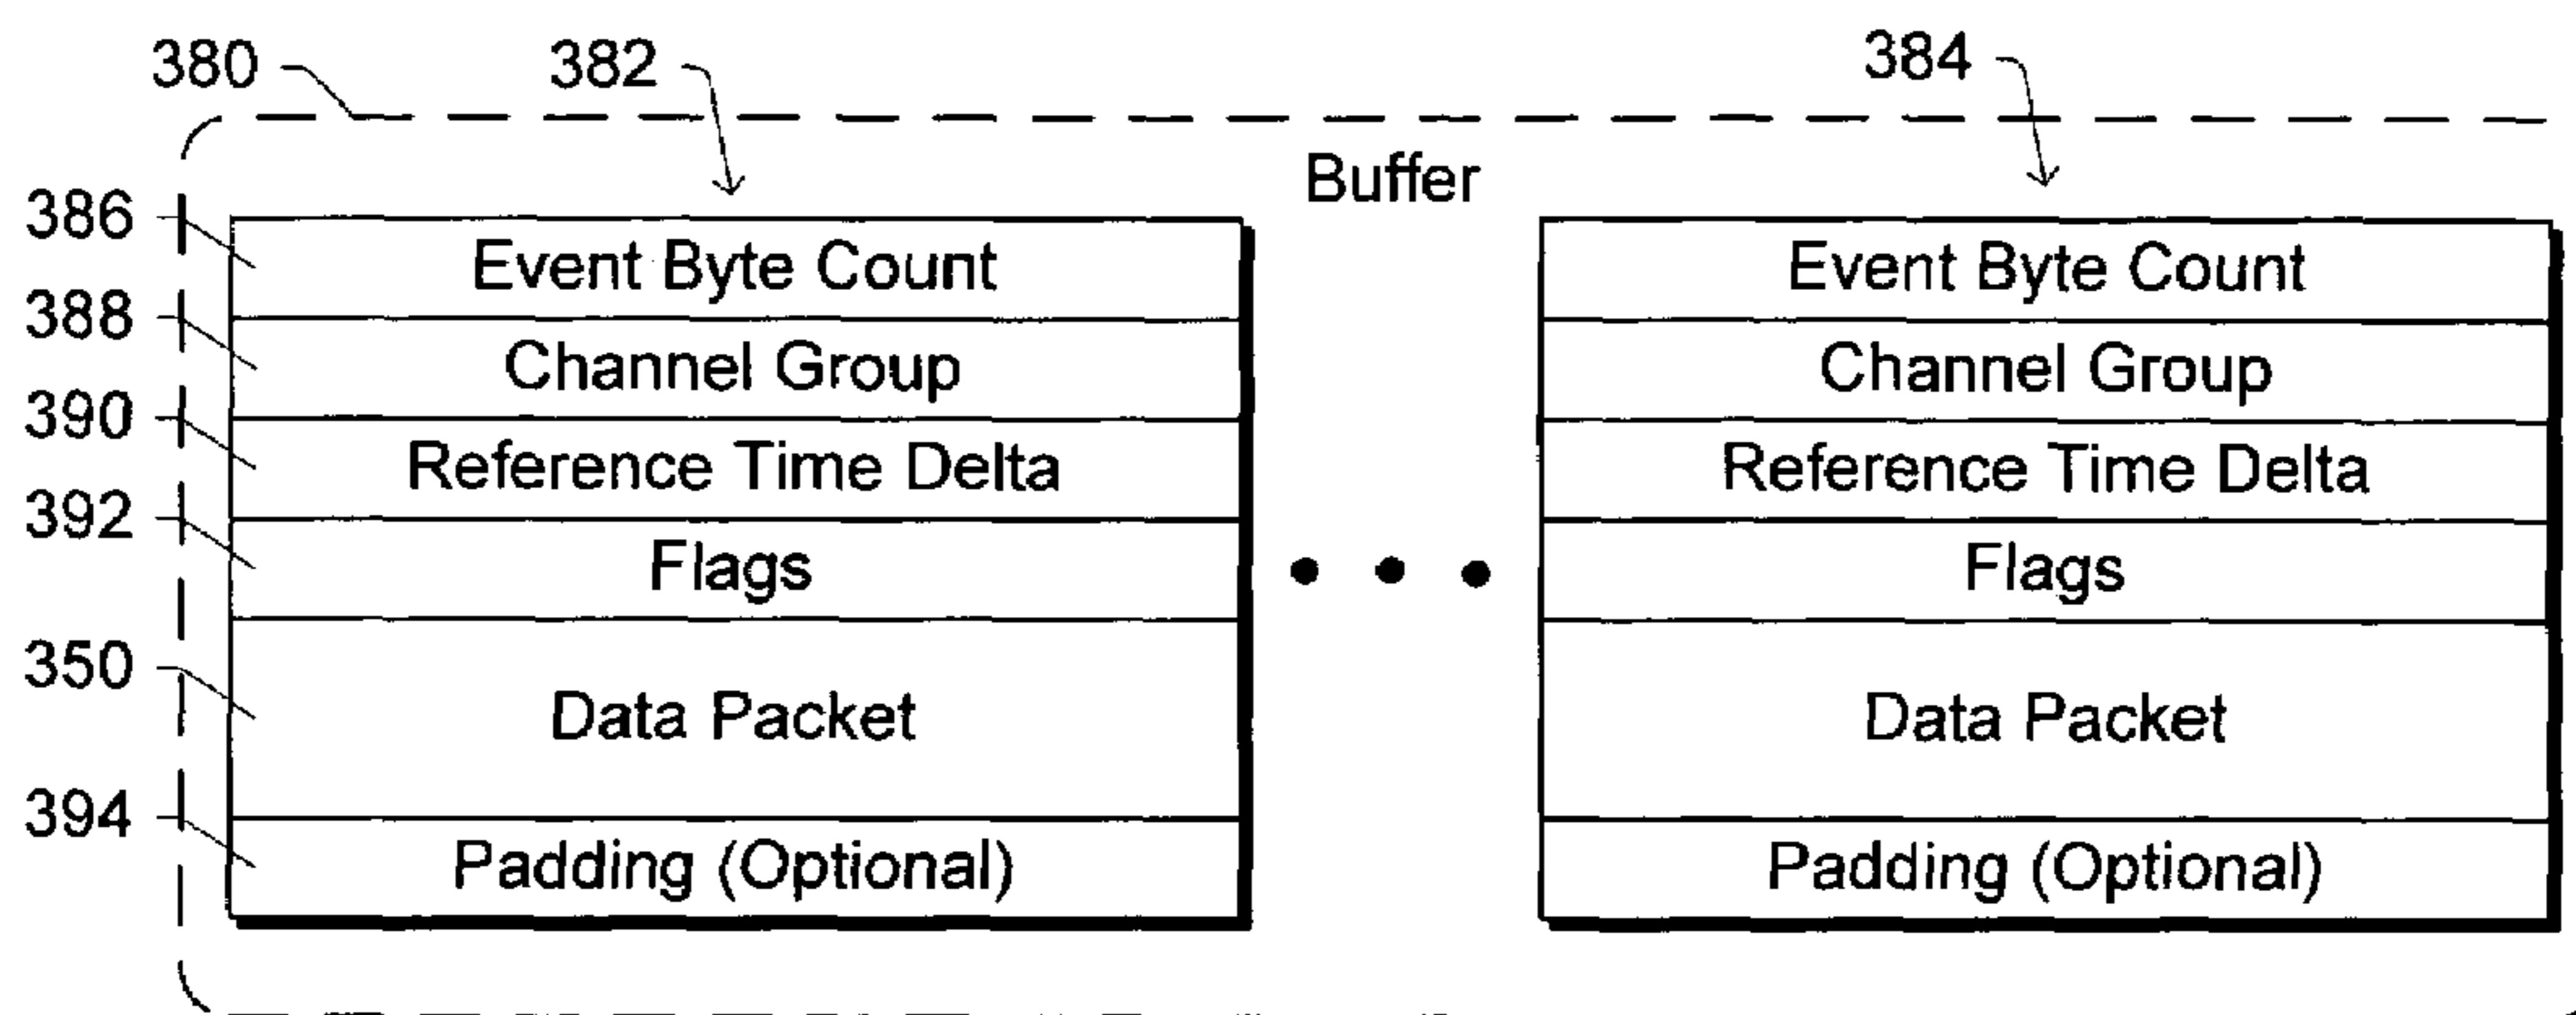 380 382 384
Buffer
386 Event Byte Count Event Byte Count
388 Channel Group Channel Group
390 Reference Time Delta Reference Time Delta
392 Flags Flags
350 Data Packet Data Packet
394 Padding (Optional) Padding (Optional)